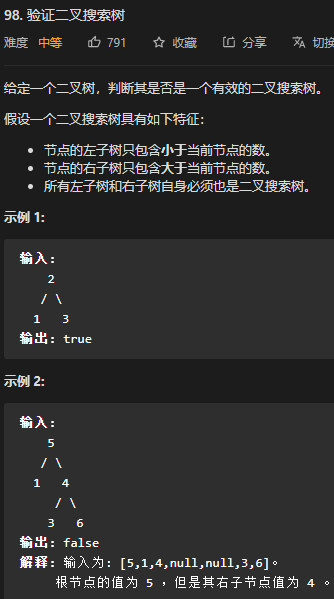 98. 验证二叉搜索树
难度 中等 791 收藏 分享 切换
给定一个二叉树，判断其是否是一个有效的二叉搜索树。
假设一个二叉搜索树具有如下特征：
• 节点的左子树只包含小于当前节点的数。
• 节点的右子树只包含大于当前节点的数。
• 所有左子树和右子树自身必须也是二叉搜索树。
示例 1:
输入:
2
/ \
1 3
输出: true
示例 2:
输入:
5
/ \
1 4
/ \
3 6
输出: false
解释: 输入为: [5,1,4,null,null,3,6]。
根节点的值为 5 ，但是其右子节点值为 4 。